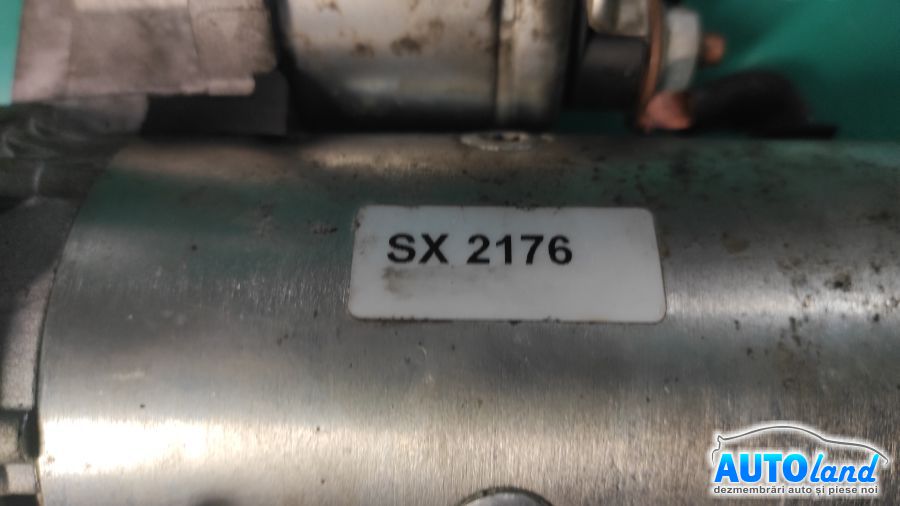 SX 2176
AUTOland
dezmembrări auto și piese noi